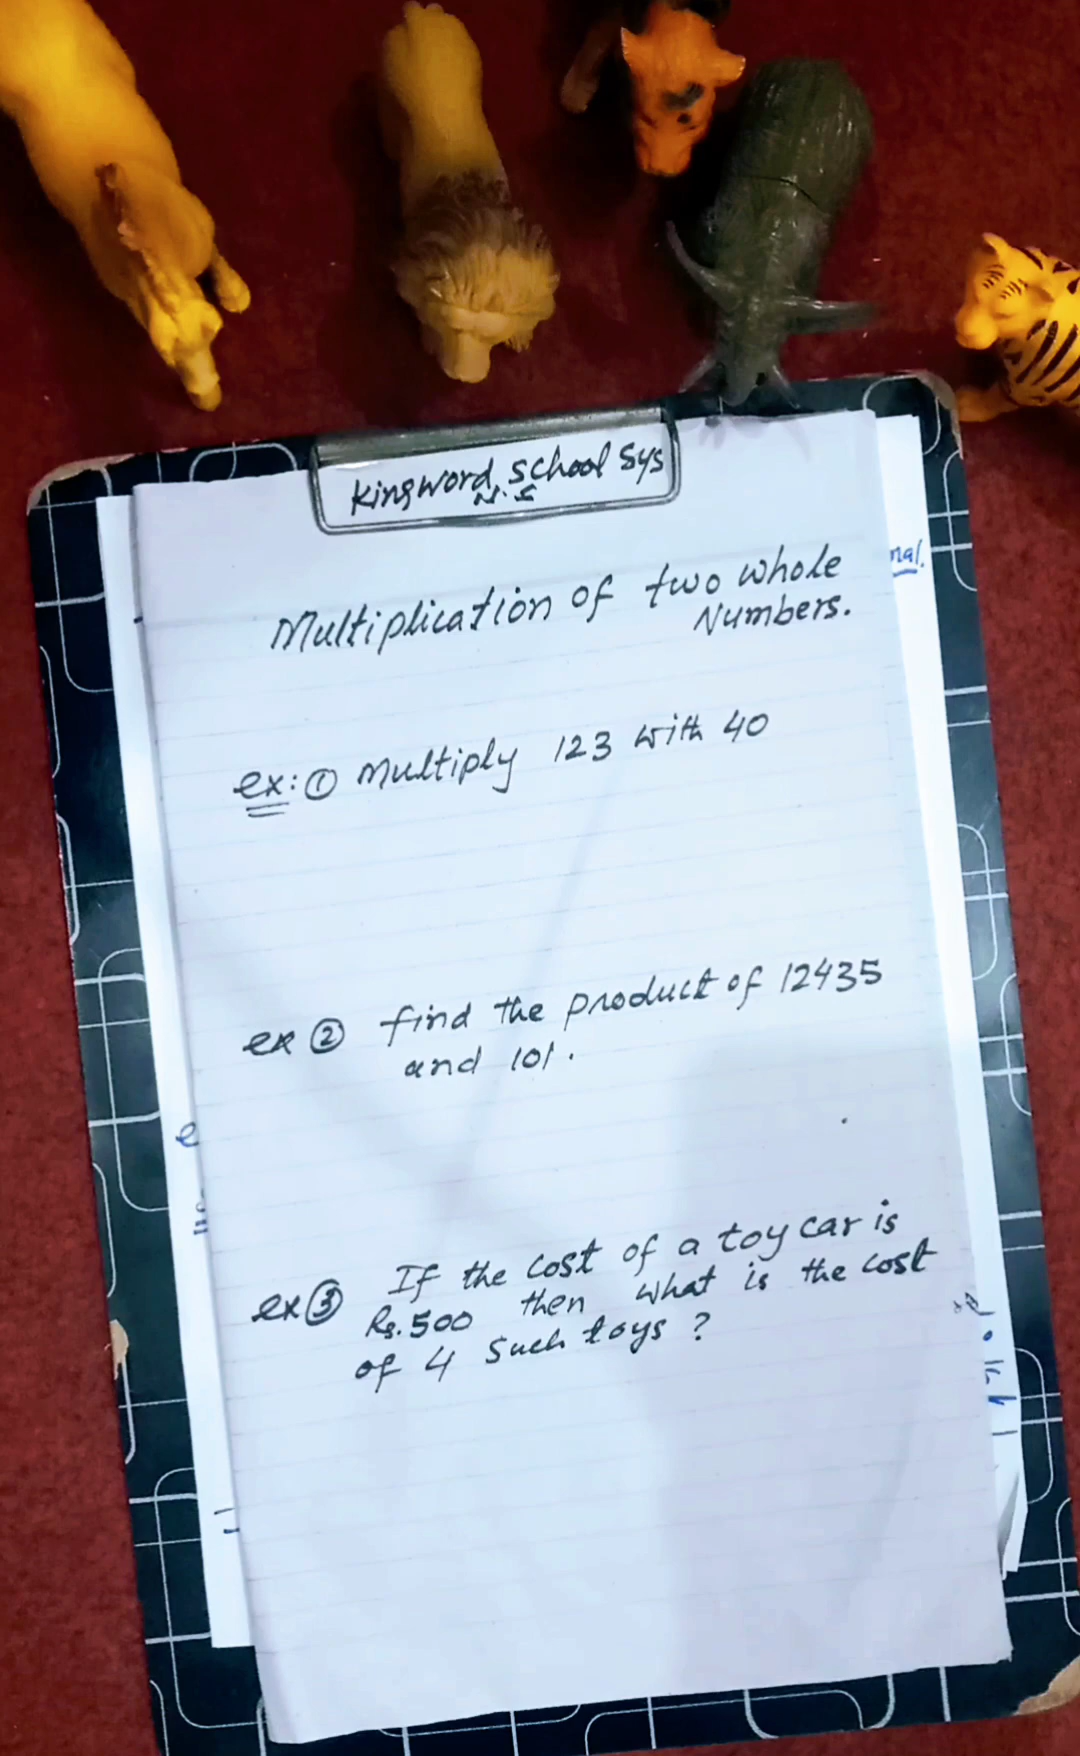 Kingword School Sys
N.S
Multiplication of two whole
Numbers.
nal.
ex: ① Multiply 123 with 40
ex ② find the product of 12435
and 101.
ex ③ If the cost of a toy car is
Rs. 500 then what is the cost
of 4 such toys ?